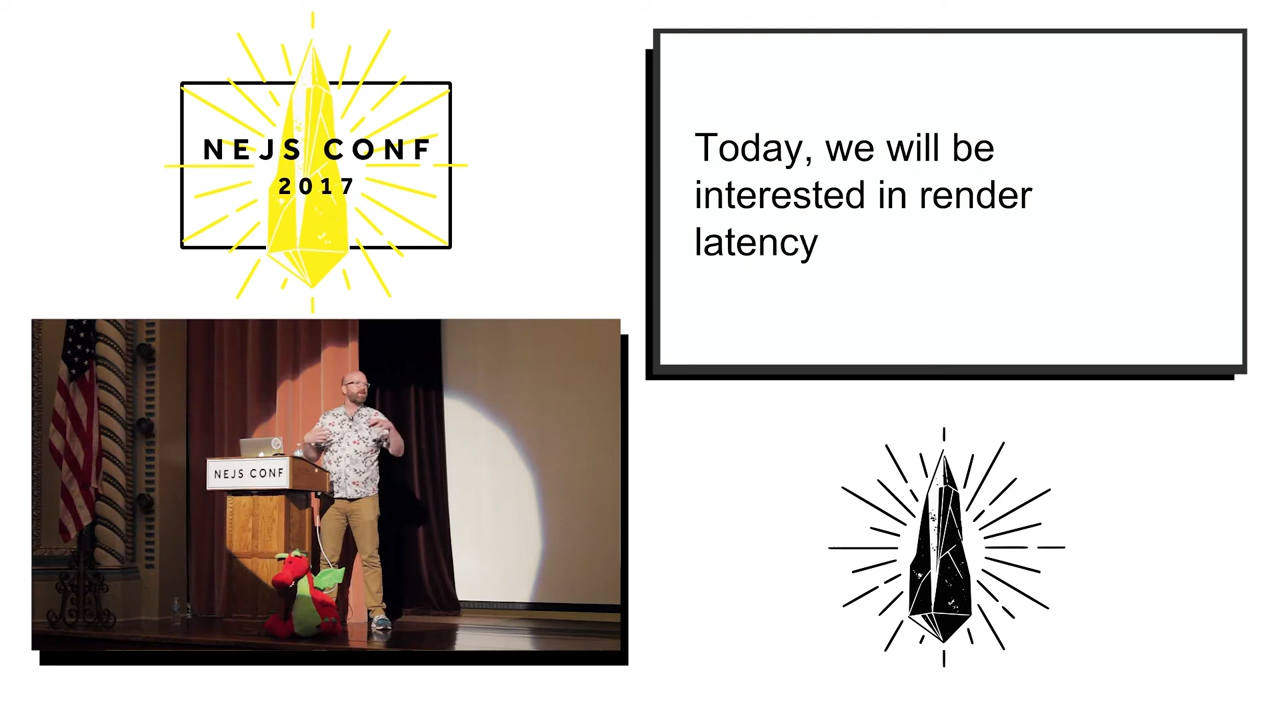 NEJS CONF
2017
Today, we will be
interested in render
latency
NEJS CONF